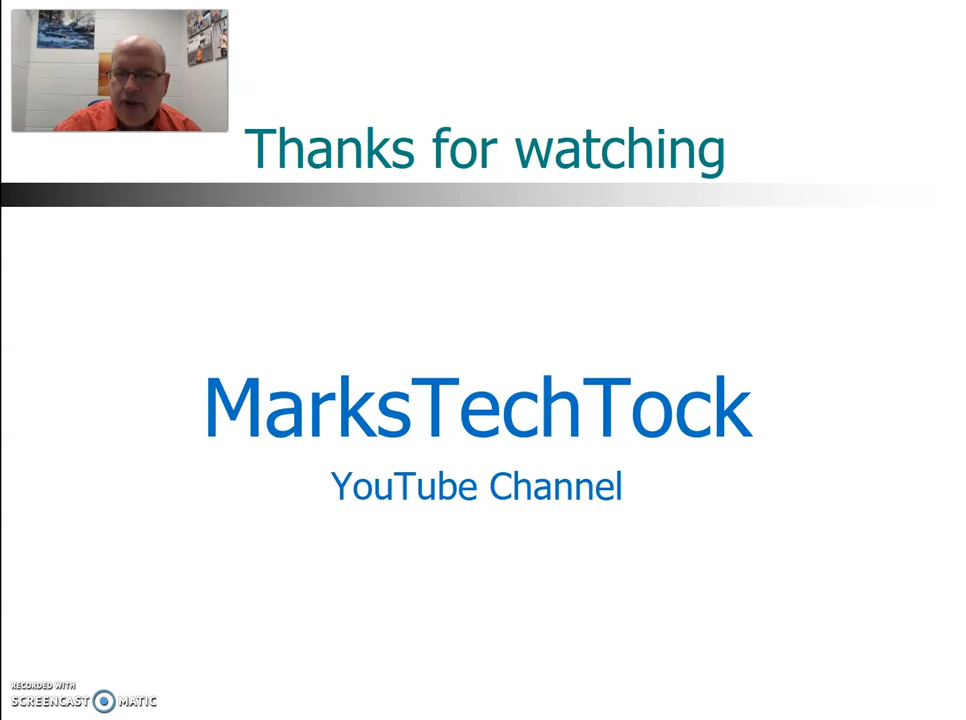 Thanks for watching
MarksTechTock
YouTube Channel
RECORDED WITH
SCREENCAST MATIC